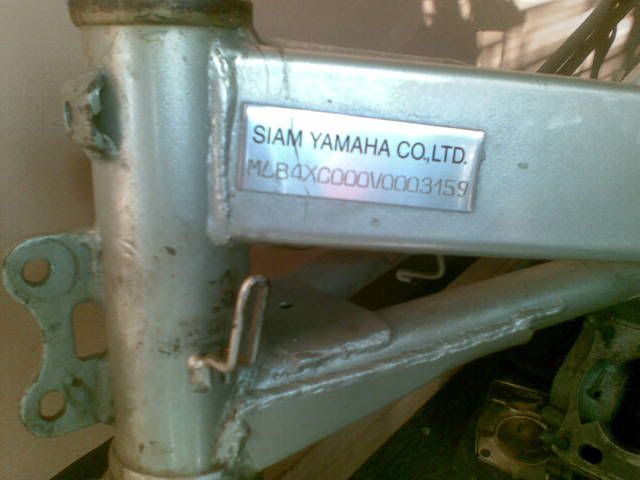 SIAM YAMAHA CO.,LTD.
MLB4XC000V0003159